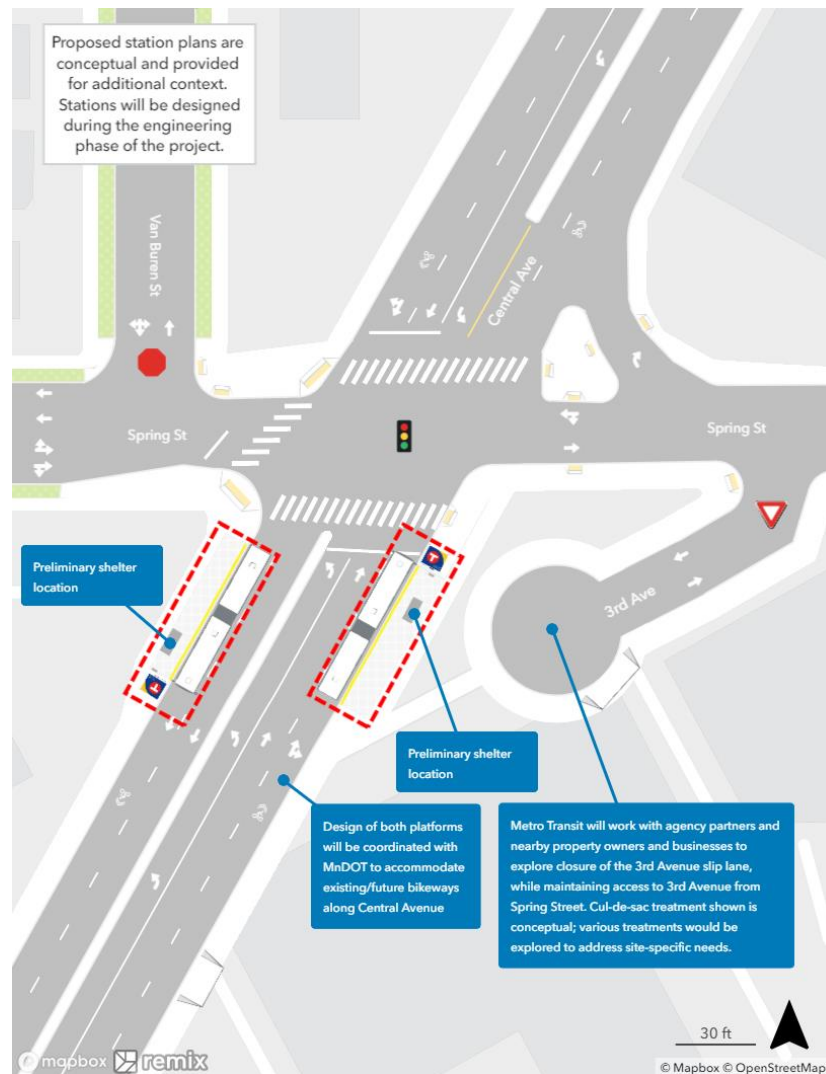 Proposed station plans are
conceptual and provided
for additional context.
Stations will be designed
during the engineering
phase of the project.
Van Buren St
Central Ave
Spring St
Spring St
Preliminary shelter
location
3rd Ave
Preliminary shelter
location
Design of both platforms
will be coordinated with
MnDOT to accommodate
existing/future bikeways
along Central Avenue
Metro Transit will work with agency partners and
nearby property owners and businesses to
explore closure of the 3rd Avenue slip lane,
while maintaining access to 3rd Avenue from
Spring Street. Cul-de-sac treatment shown is
conceptual; various treatments would be
explored to address site-specific needs.
30 ft
mapbox remix
© Mapbox © OpenStreetMap